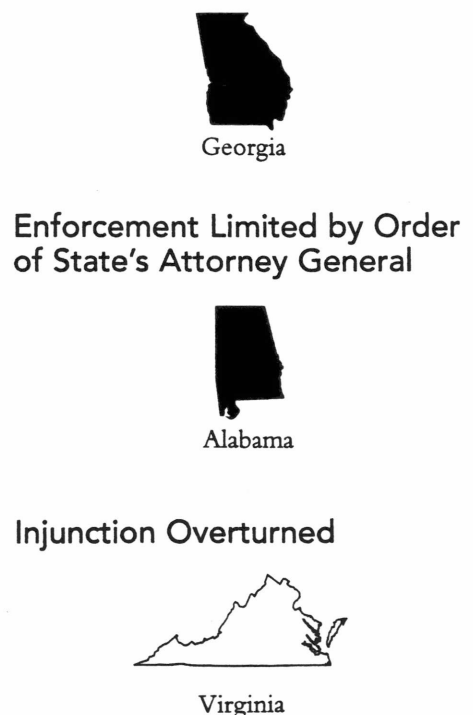 Georgia
Enforcement Limited by Order
of State's Attorney General
Alabama
Injunction Overturned
Virginia